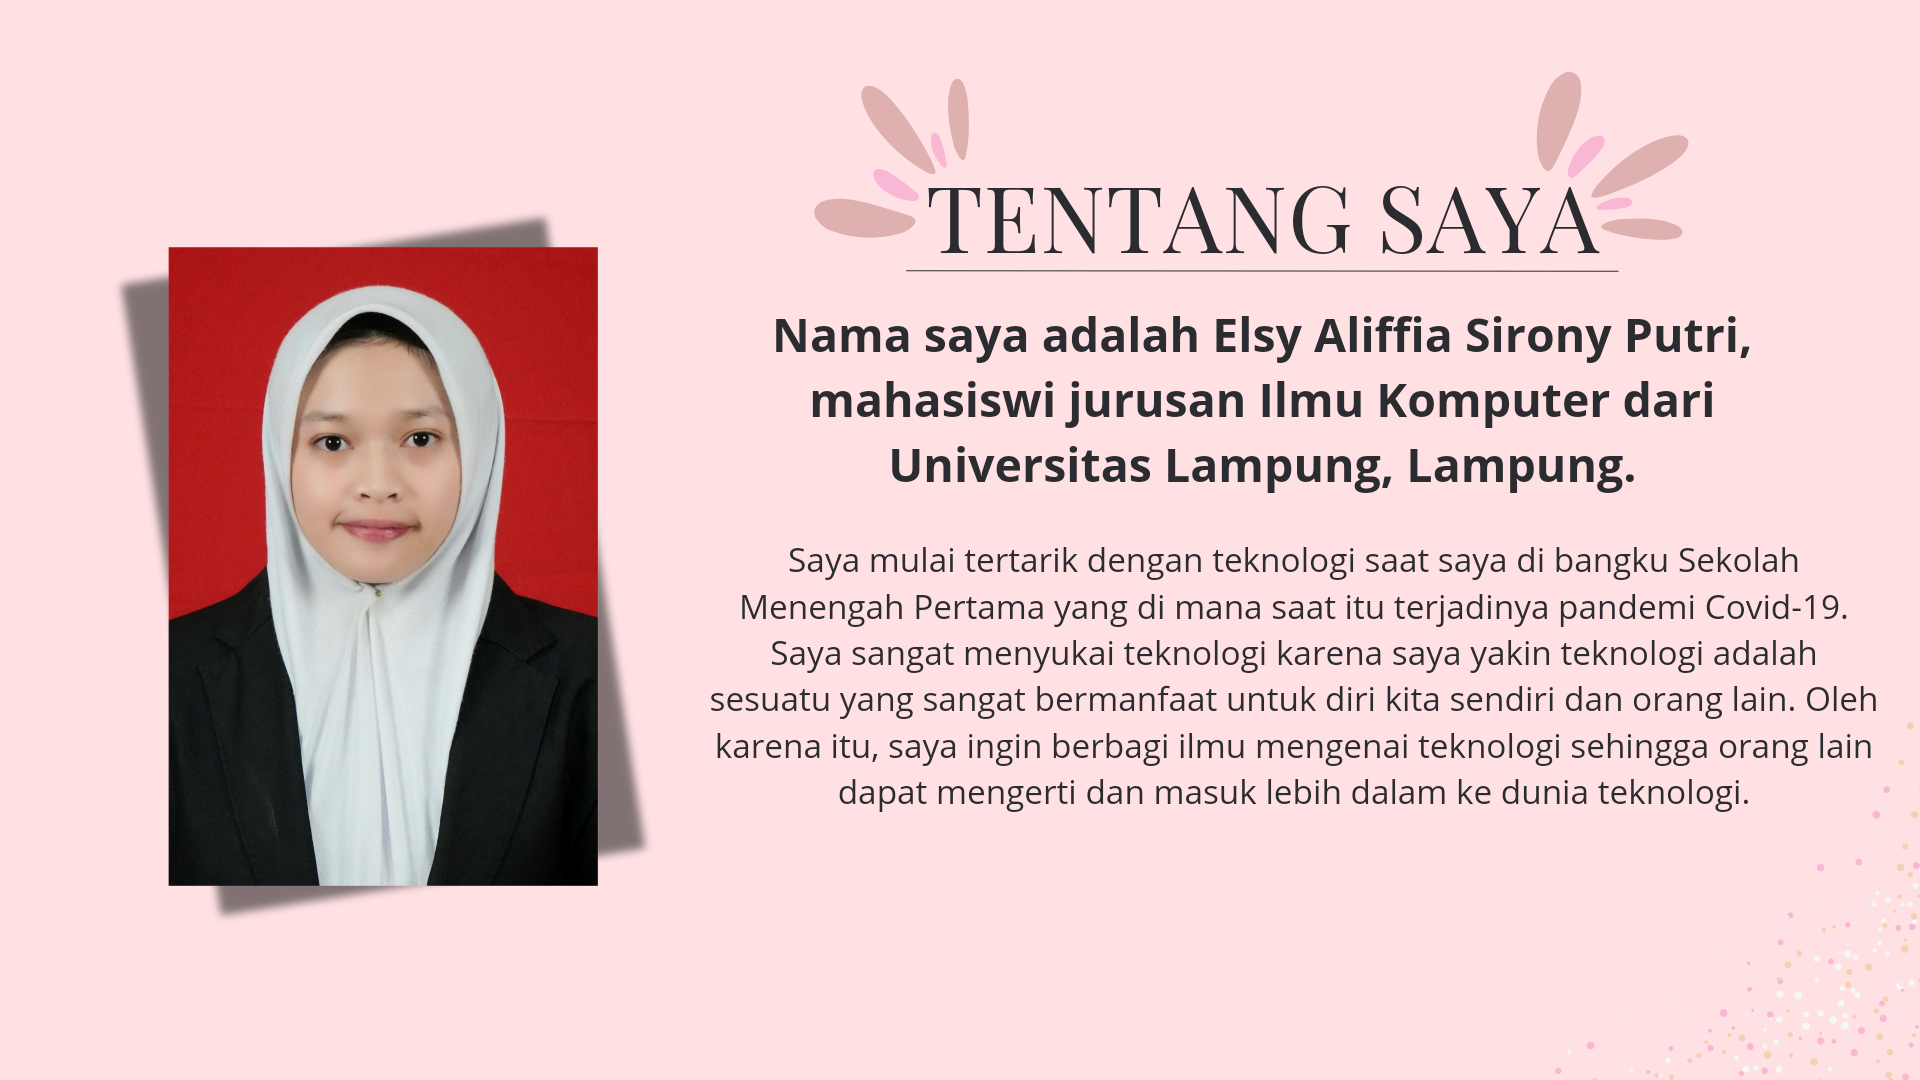 TENTANG SAYA
Nama saya adalah Elsy Aliffia Sirony Putri,
mahasiswi jurusan Ilmu Komputer dari
Universitas Lampung, Lampung.
Saya mulai tertarik dengan teknologi saat saya di bangku Sekolah
Menengah Pertama yang di mana saat itu terjadinya pandemi Covid-19.
Saya sangat menyukai teknologi karena saya yakin teknologi adalah
sesuatu yang sangat bermanfaat untuk diri kita sendiri dan orang lain. Oleh
karena itu, saya ingin berbagi ilmu mengenai teknologi sehingga orang lain
dapat mengerti dan masuk lebih dalam ke dunia teknologi.